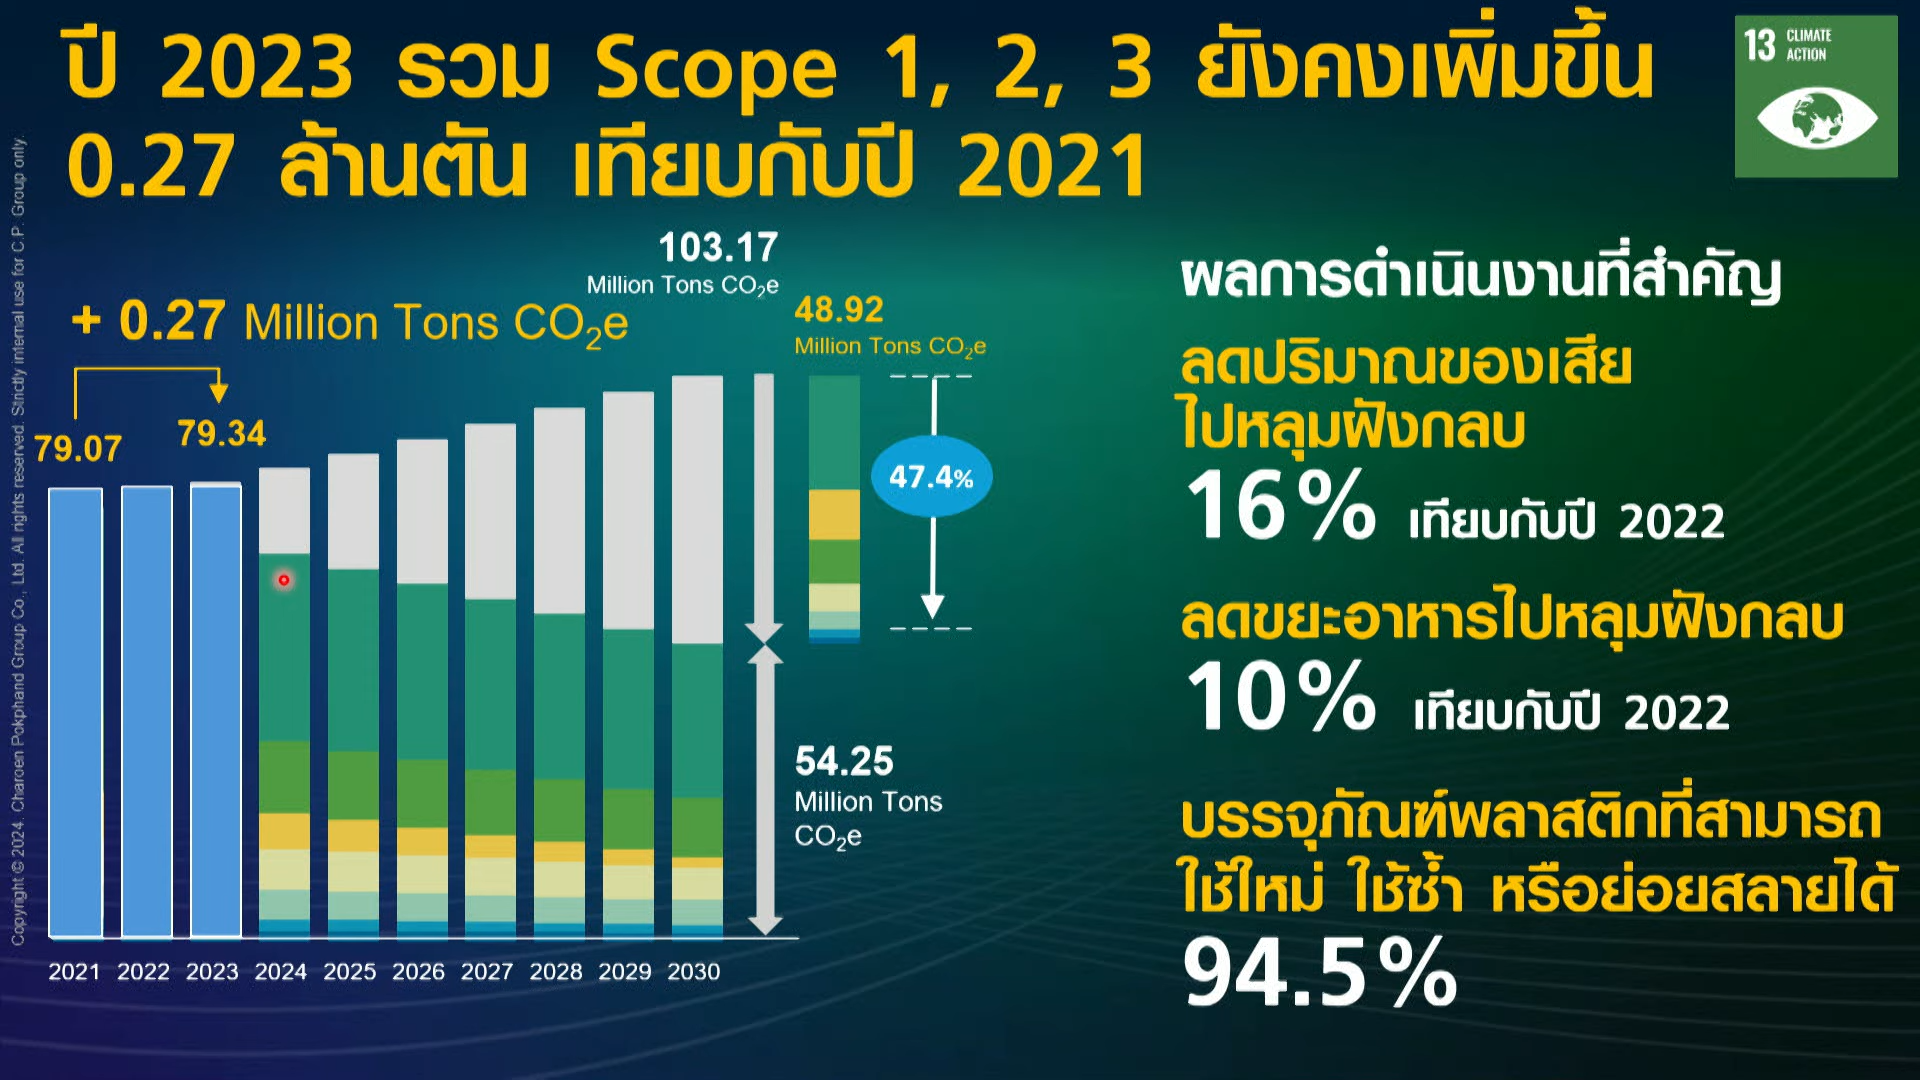 ปี 2023 รวม Scope 1, 2, 3 ยังคงเพิ่มขึ้น
0.27 ล้านตัน เทียบกับปี 2021
13 CLIMATE
ACTION
Copyright © 2024. Charoen Pokphand Group Co., Ltd. All rights reserved. Strictly internal use for C.P. Group only.
103.17
Million Tons CO₂e
+ 0.27 Million Tons CO₂e
48.92
Million Tons CO₂e
79.07
79.34
47.4%
54.25
Million Tons
CO₂e
2021 2022 2023 2024 2025 2026 2027 2028 2029 2030
ผลการดำเนินงานที่สำคัญ
ลดปริมาณของเสีย
ไปหลุมฝังกลบ
16% เทียบกับปี 2022
ลดขยะอาหารไปหลุมฝังกลบ
10% เทียบกับปี 2022
บรรจุภัณฑ์พลาสติกที่สามารถ
ใช้ใหม่ ใช้ซ้ำ หรือย่อยสลายได้
94.5%